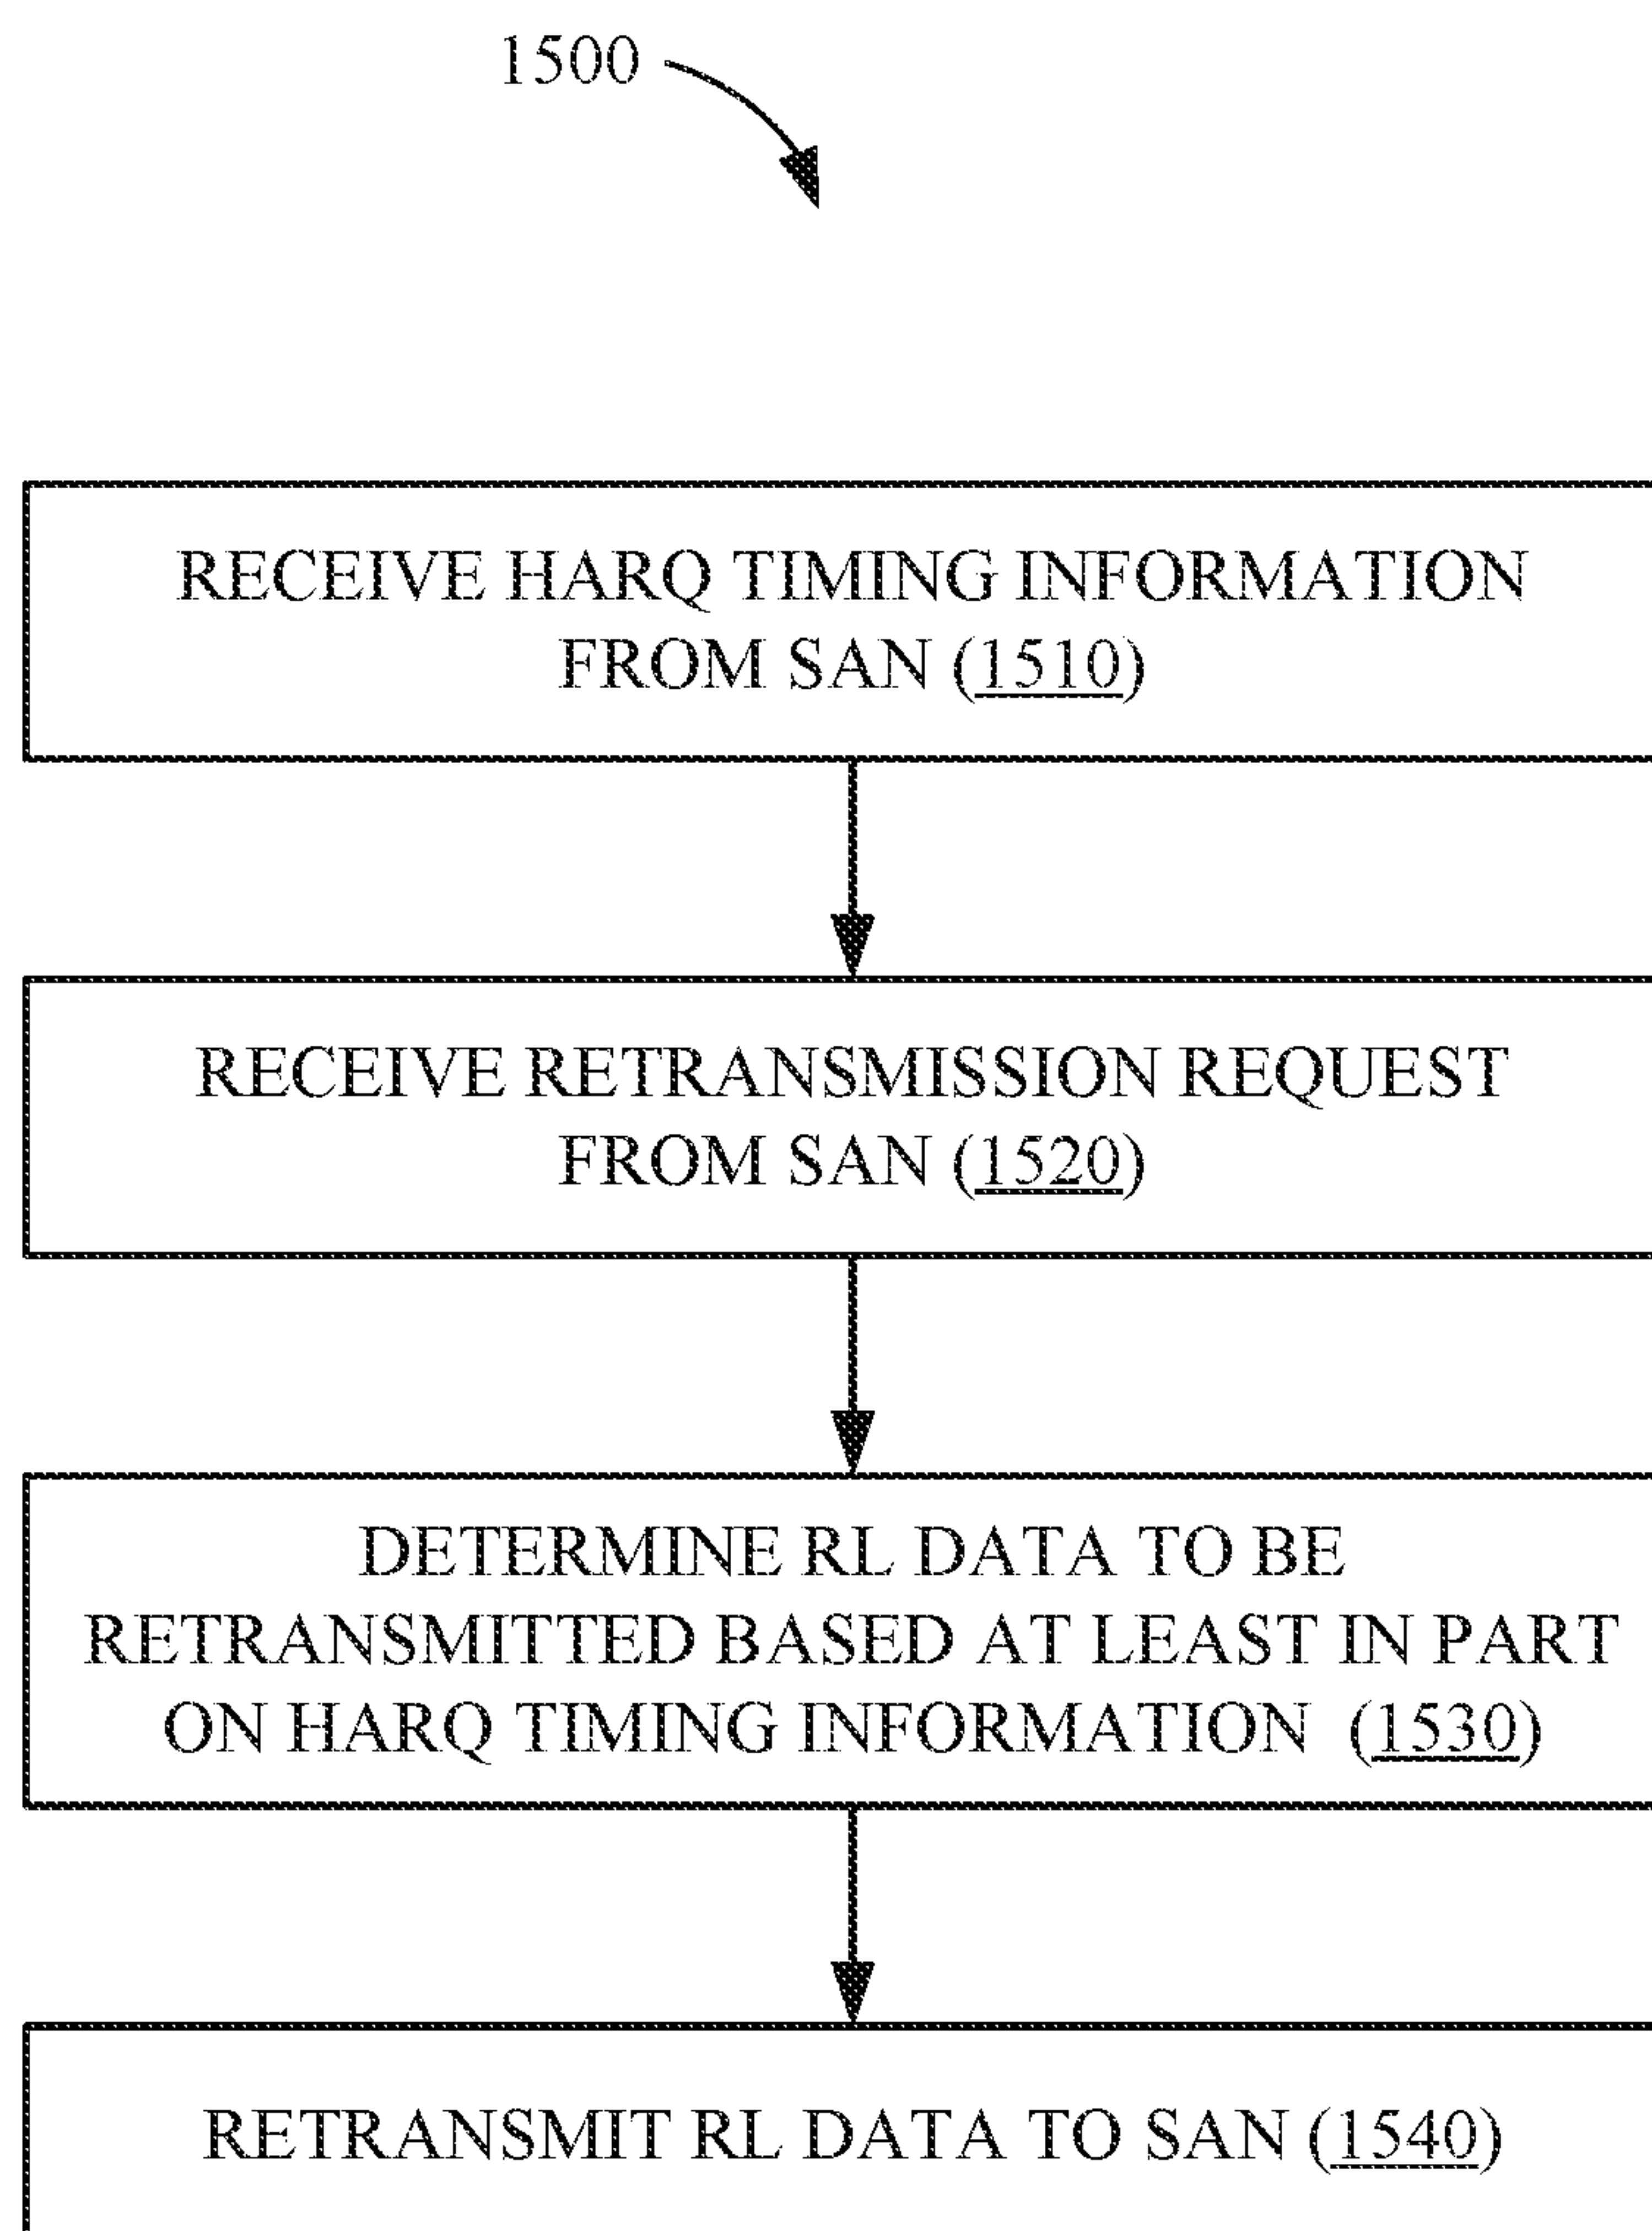 1500
RECEIVE HARQ TIMING INFORMATION
FROM SAN (1510)
RECEIVE RETRANSMISSION REQUEST
FROM SAN (1520)
DETERMINE RL DATA TO BE
RETRANSMITTED BASED AT LEAST IN PART
ON HARQ TIMING INFORMATION (1530)
RETRANSMIT RL DATA TO SAN (1540)